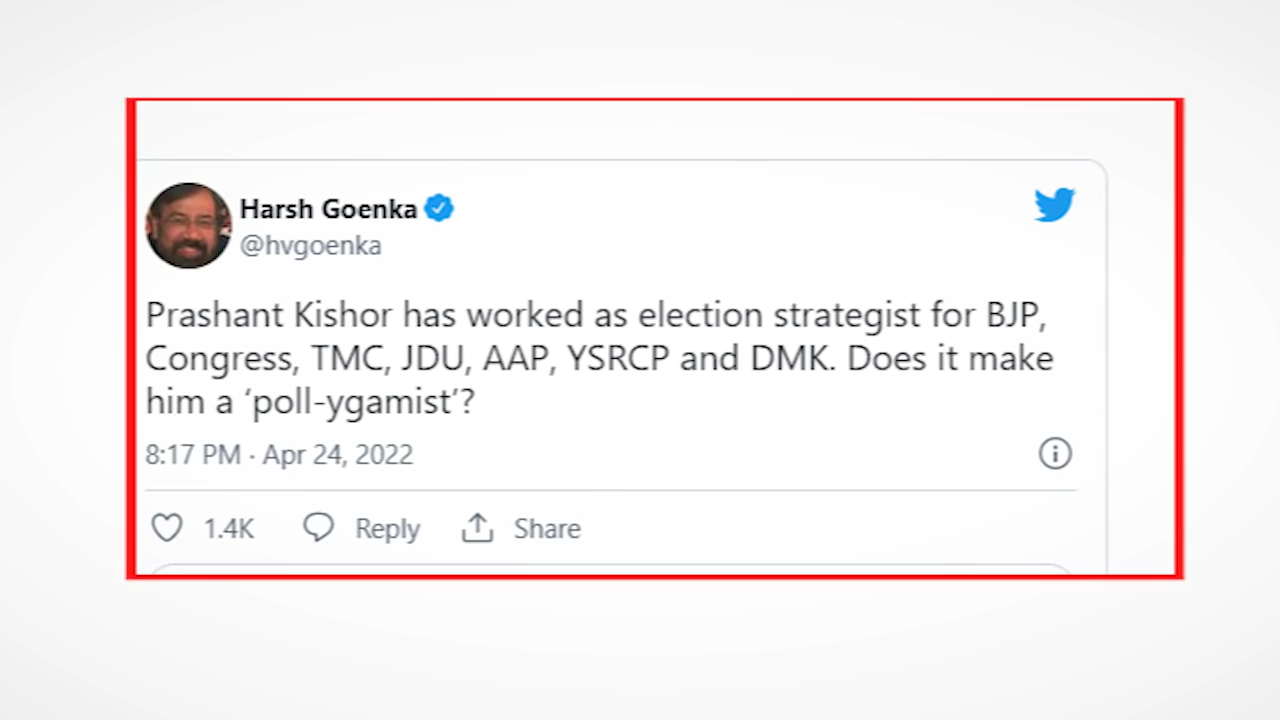 Harsh Goenka
@hvgoenka
Prashant Kishor has worked as election strategist for BJP,
Congress, TMC, JDU, AAP, YSRCP and DMK. Does it make
him a ‘poll-ygamist’?
8:17 PM · Apr 24, 2022
1.4K Reply Share